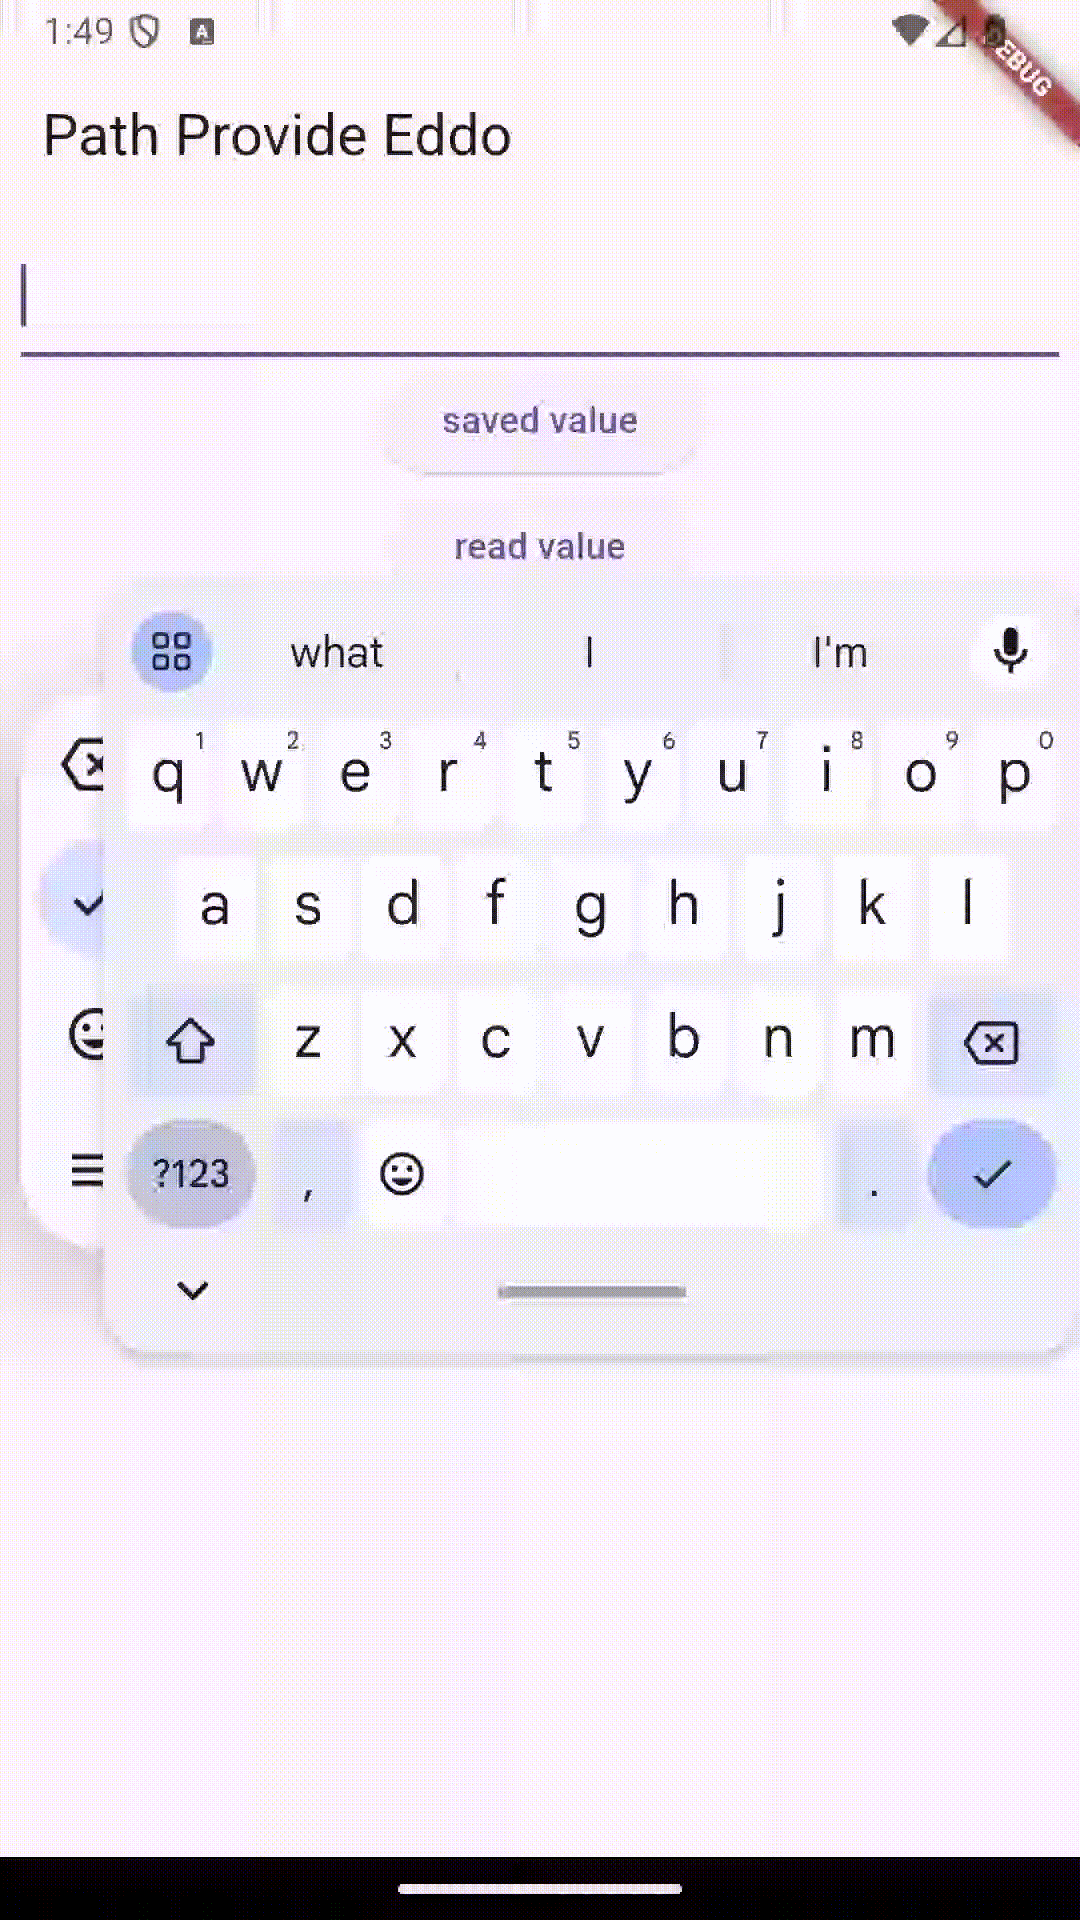 1:49 A
DEBUG
Path Provide Eddo
saved value
read value
what I I'm
1 2 3 4 5 6 7 8 9 0
q w e r t y u i o p
a s d f g h j k l
z x c v b n m
?123 , .